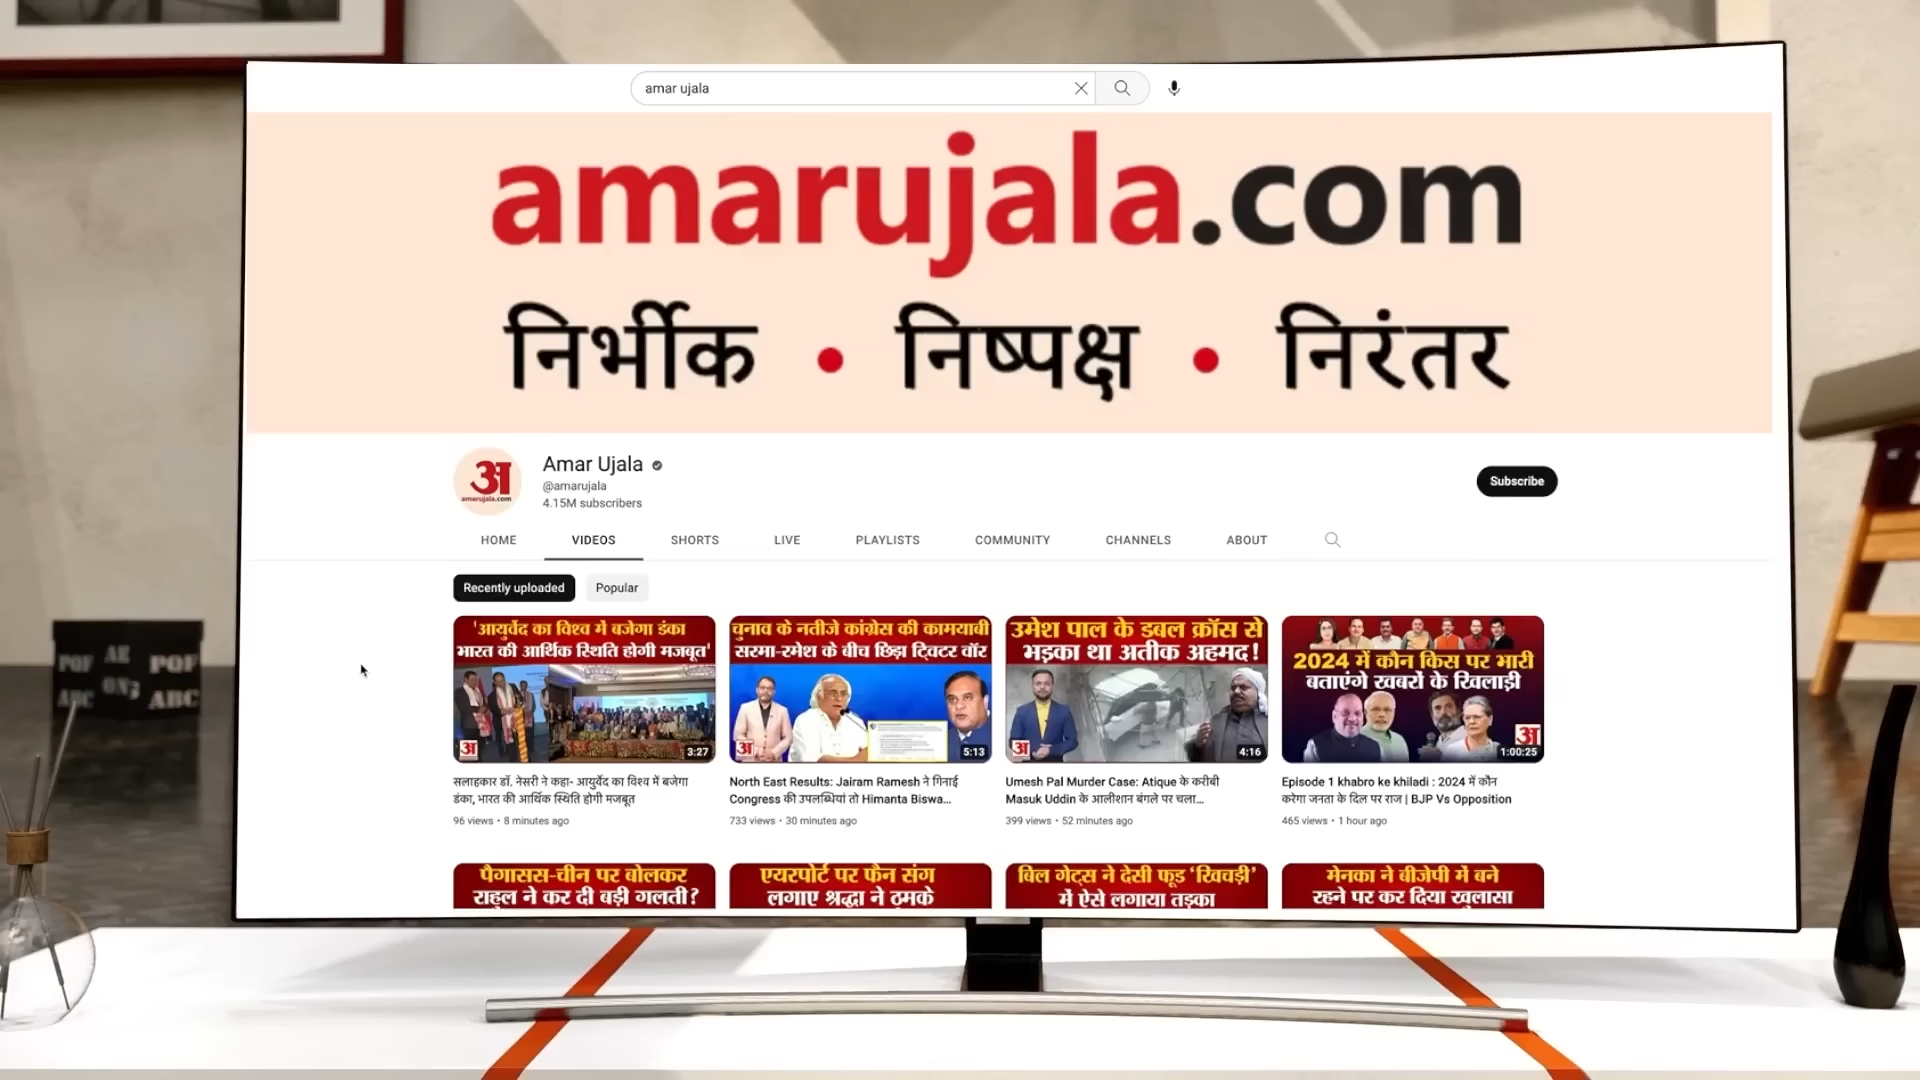 amar ujala
amarujala.com
निर्भीक • निष्पक्ष • निरंतर
अ
amarujala.com
Amar Ujala
@amarujala
4.15M subscribers
Subscribe
HOME VIDEOS SHORTS LIVE PLAYLISTS COMMUNITY CHANNELS ABOUT
Recently uploaded Popular
'आयुर्वेद का विश्व में बजेगा डंका
भारत की आर्थिक स्थिति होगी मजबूत'
अ
3:27
चुनाव के नतीजे कांग्रेस की कामयाबी
सरमा-रमेश के बीच छिड़ा ट्विटर वॉर
अ
5:13
उमेश पाल के डबल क्रॉस से
भड़का था अतीक अहमद!
अ
4:16
2024 में कौन किस पर भारी
बताएंगे खबरों के खिलाड़ी
अ
1:00:25
सलाहकार डॉ. नेसरी ने कहा- आयुर्वेद का विश्व में बजेगा
डंका, भारत की आर्थिक स्थिति होगी मजबूत
96 views • 8 minutes ago
North East Results: Jairam Ramesh ने गिनाई
Congress की उपलब्धियां तो Himanta Biswa...
733 views • 30 minutes ago
Umesh Pal Murder Case: Atique के करीबी
Masuk Uddin के आलीशान बंगले पर चला...
399 views • 52 minutes ago
Episode 1 khabro ke khiladi : 2024 में कौन
करेगा जनता के दिल पर राज | BJP Vs Opposition
465 views • 1 hour ago
पैगासस-चीन पर बोलकर
राहुल ने कर दी बड़ी गलती?
एयरपोर्ट पर फैन संग
लगाए श्रद्धा ने ठुमके
बिल गेट्स ने देसी फूड 'खिचड़ी'
में ऐसे लगाया तड़का
मेनका ने बीजेपी में बने
रहने पर कर दिया खुलासा